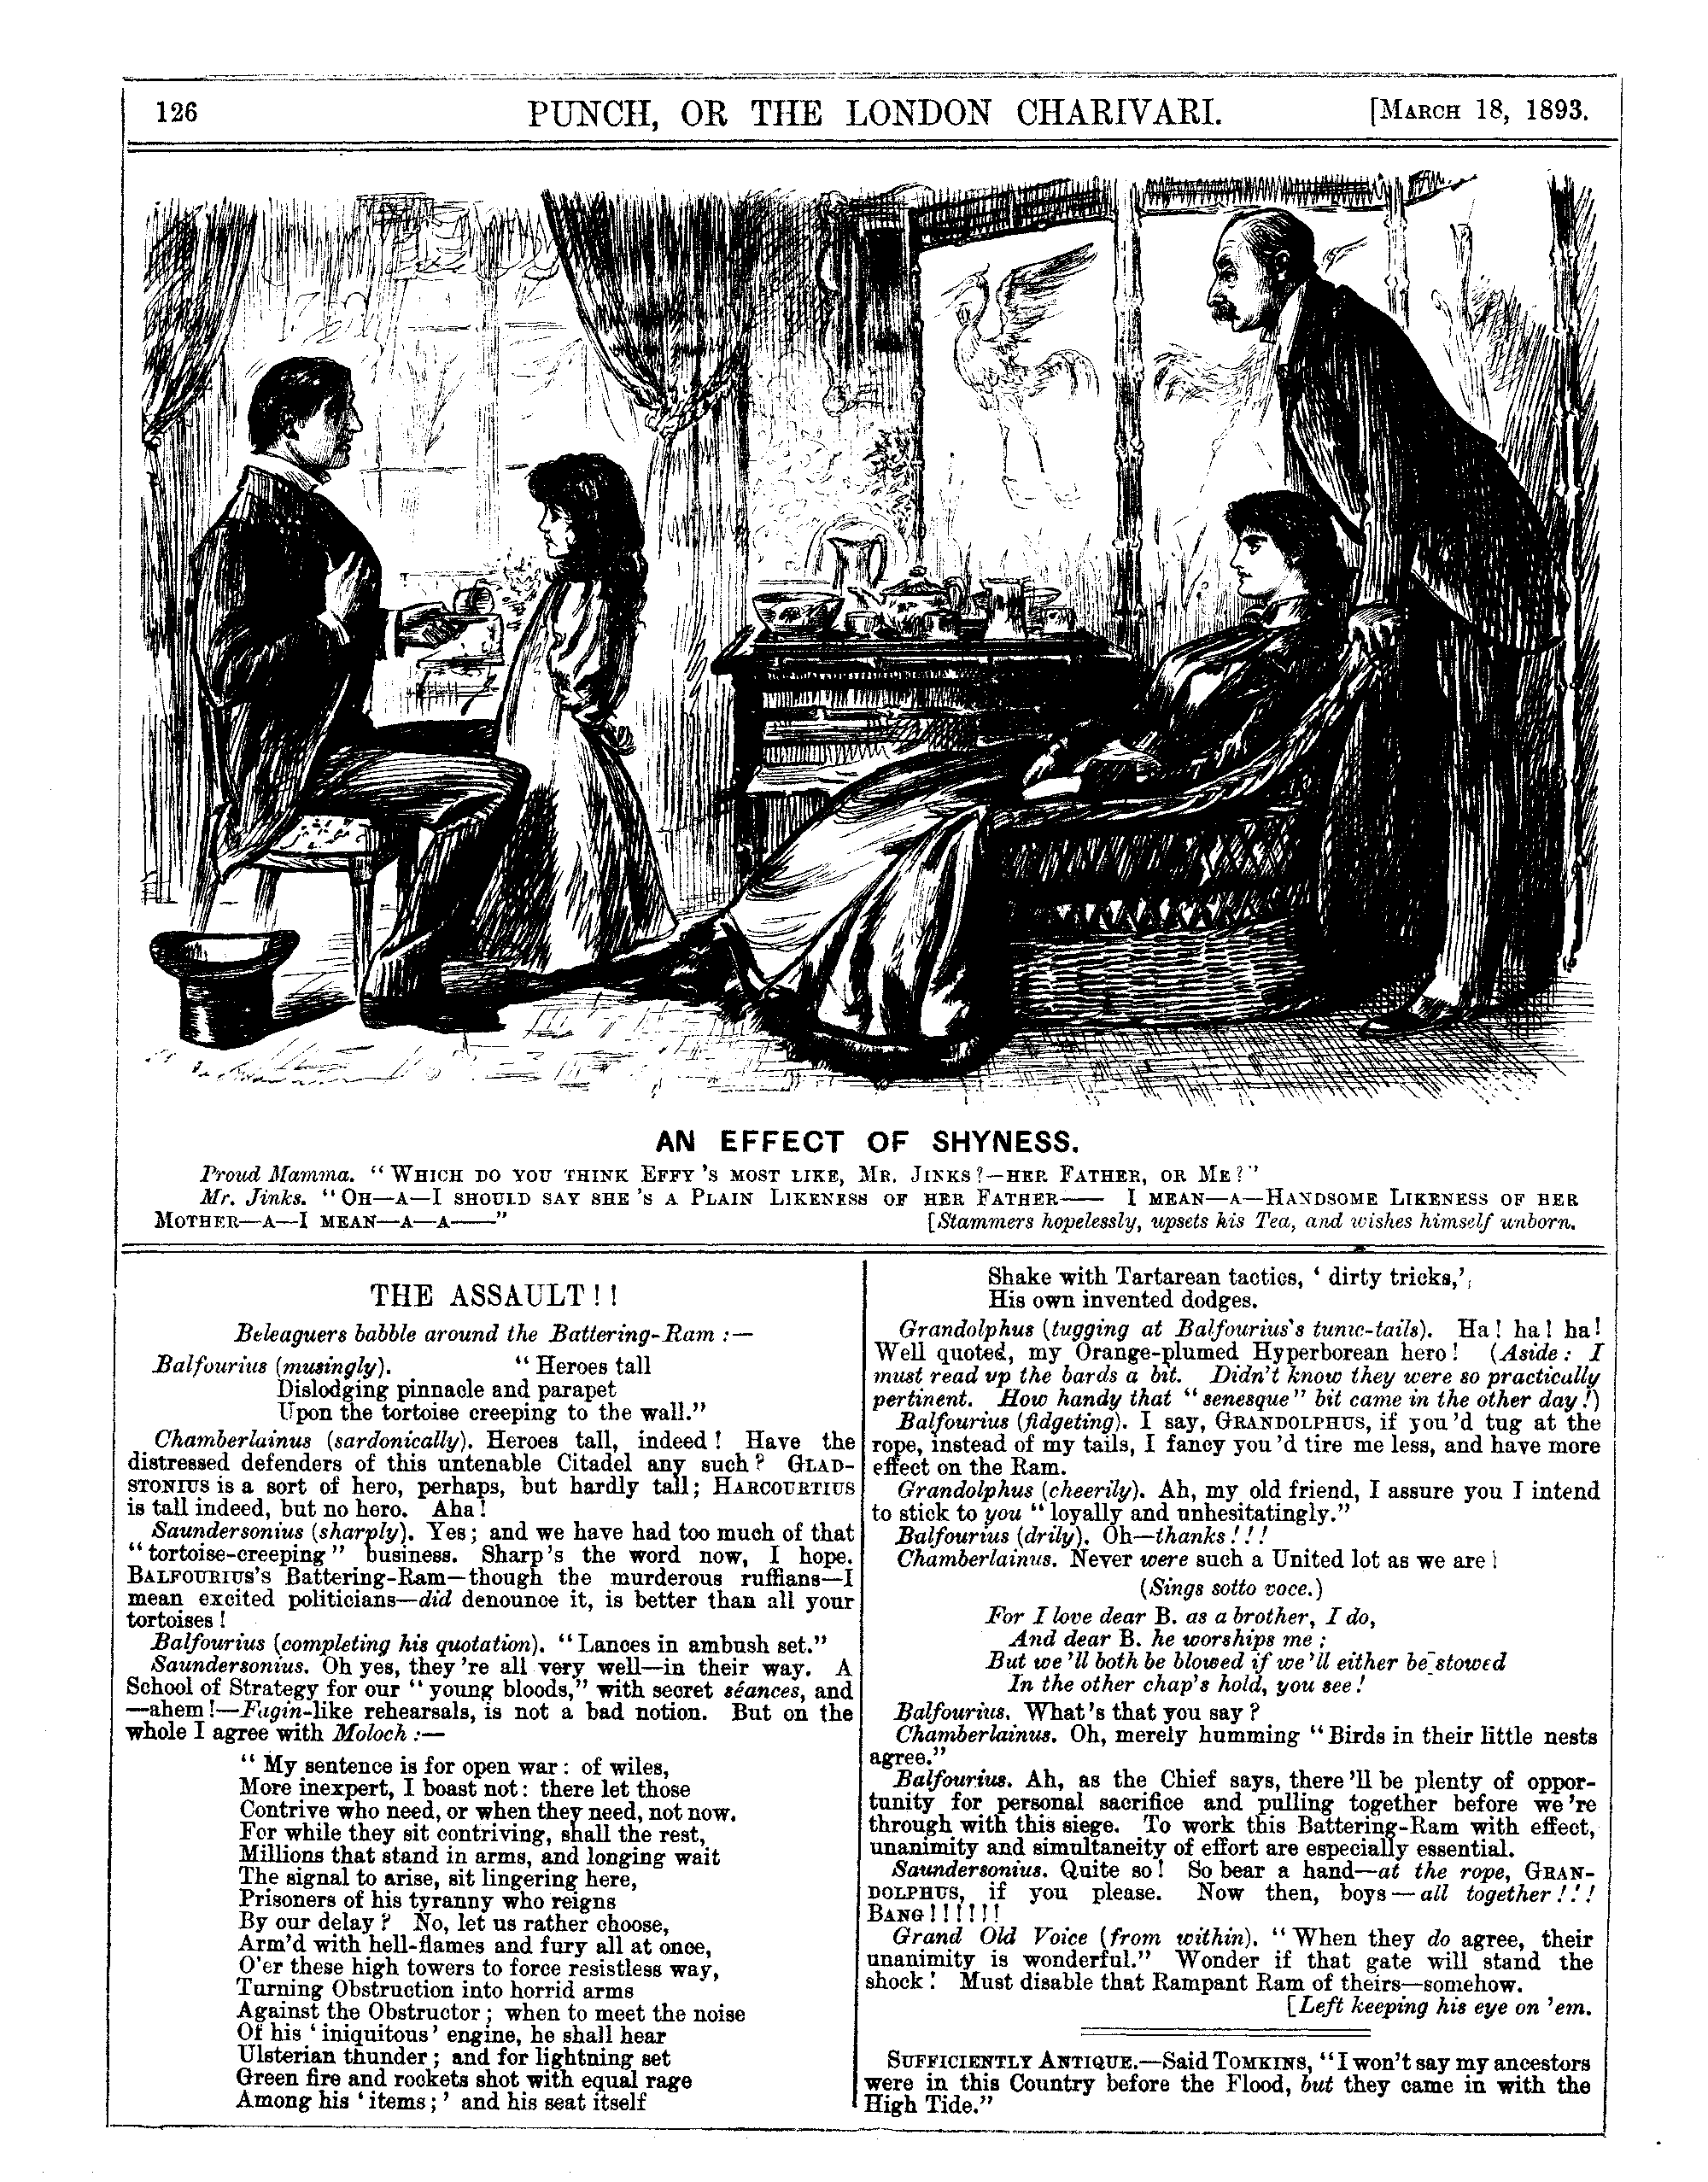 126
PUNCH, OR THE LONDON CHARIVARI.
[MARCH 18, 1893.
AN EFFECT OF SHYNESS.
Proud Mamma. "WHICH DO YOU THINK EFFY'S MOST LIKE, MR. JINKS?—HER FATHER, OR ME?"
Mr. Jinks. "OH—A—I SHOULD SAY SHE'S A PLAIN LIKENESS OF HER FATHER—— I MEAN—A—HANDSOME LIKENESS OF HER
MOTHER—A—I MEAN—A—A——"
[Stammers hopelessly, upsets his Tea, and wishes himself unborn.
THE ASSAULT!!
Beleaguers babble around the Battering-Ram:—
Balfourius (musingly). "Heroes tall
Dislodging pinnacle and parapet
Upon the tortoise creeping to the wall."
Chamberlainus (sardonically). Heroes tall, indeed! Have the
distressed defenders of this untenable Citadel any such? GLAD-
STONIUS is a sort of hero, perhaps, but hardly tall; HARCOURTIUS
is tall indeed, but no hero. Aha!
Saundersonius (sharply). Yes; and we have had too much of that
"tortoise-creeping" business. Sharp's the word now, I hope.
BALFOURIUS'S Battering-Ram—though the murderous ruffians—I
mean excited politicians—did denounce it, is better than all your
tortoises!
Balfourius (completing his quotation). "Lances in ambush set."
Saundersonius. Oh yes, they're all very well—in their way. A
School of Strategy for our "young bloods," with secret séances, and
—ahem!—Fagin-like rehearsals, is not a bad notion. But on the
whole I agree with Moloch:—
"My sentence is for open war: of wiles,
More inexpert, I boast not: there let those
Contrive who need, or when they need, not now.
For while they sit contriving, shall the rest,
Millions that stand in arms, and longing wait
The signal to arise, sit lingering here,
Prisoners of his tyranny who reigns
By our delay? No, let us rather choose,
Arm'd with hell-flames and fury all at once,
O'er these high towers to force resistless way,
Turning Obstruction into horrid arms
Against the Obstructor; when to meet the noise
Of his 'iniquitous' engine, he shall hear
Ulsterian thunder; and for lightning set
Green fire and rockets shot with equal rage
Among his 'items;' and his seat itself
Shake with Tartarean tactics, 'dirty tricks,'
His own invented dodges.
Grandolphus (tugging at Balfourius's tunic-tails). Ha! ha! ha!
Well quoted, my Orange-plumed Hyperborean hero! (Aside: I
must read up the bards a bit. Didn't know they were so practically
pertinent. How handy that "senesque" bit came in the other day!)
Balfourius (fidgeting). I say, GRANDOLPHUS, if you'd tug at the
rope, instead of my tails, I fancy you'd tire me less, and have more
effect on the Ram.
Grandolphus (cheerily). Ah, my old friend, I assure you I intend
to stick to you "loyally and unhesitatingly."
Balfourius (drily). Oh—thanks!!!
Chamberlainus. Never were such a United lot as we are!
(Sings sotto voce.)
For I love dear B. as a brother, I do,
And dear B. he worships me;
But we'll both be blowed if we'll either be stowed
In the other chap's hold, you see!
Balfourius. What's that you say?
Chamberlainus. Oh, merely humming "Birds in their little nests
agree."
Balfourius. Ah, as the Chief says, there'll be plenty of oppor-
tunity for personal sacrifice and pulling together before we're
through with this siege. To work this Battering-Ram with effect,
unanimity and simultaneity of effort are especially essential.
Saundersonius. Quite so! So bear a hand—at the rope, GRAN-
DOLPHUS, if you please. Now then, boys—all together!!!
BANG!!!!!!
Grand Old Voice (from within). "When they do agree, their
unanimity is wonderful." Wonder if that gate will stand the
shock! Must disable that Rampant Ram of theirs—somehow.
[Left keeping his eye on 'em.
SUFFICIENTLY ANTIQUE.—Said TOMKINS, "I won't say my ancestors
were in this Country before the Flood, but they came in with the
High Tide."